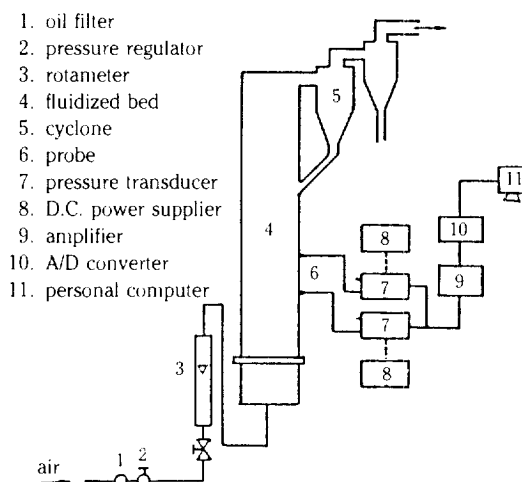 1. oil filter
2. pressure regulator
3. rotameter
4. fluidized bed
5. cyclone
6. probe
7. pressure transducer
8. D.C. power supplier
9. amplifier
10. A/D converter
11. personal computer
5
11
8
10
4
6
7
9
7
3
8
air
1
2